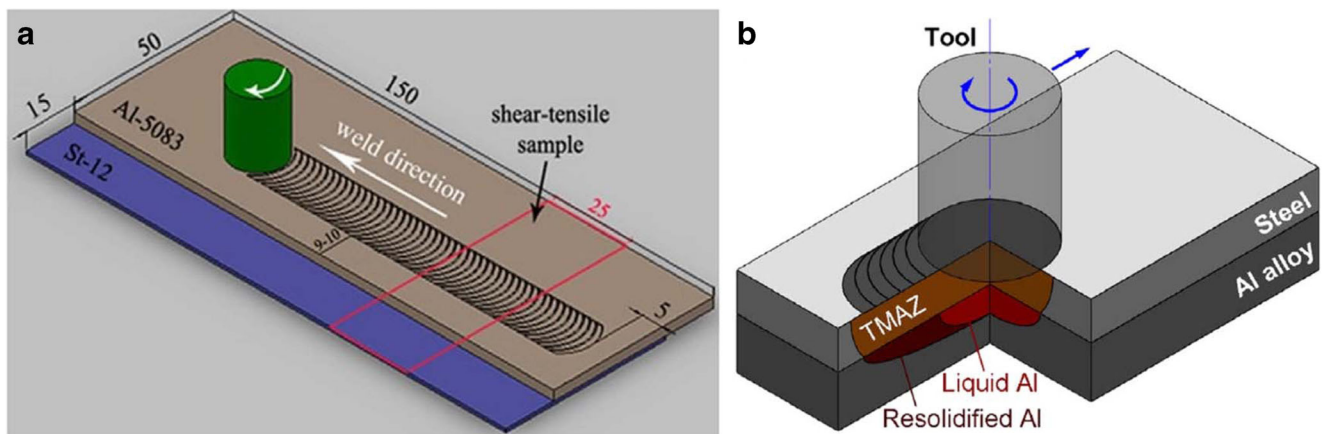 a
50
150
15
Al-5083
St-12
weld direction
shear-tensile
sample
25
9-10
5
b
Tool
Steel
Al alloy
TMAZ
Liquid Al
Resolidified Al